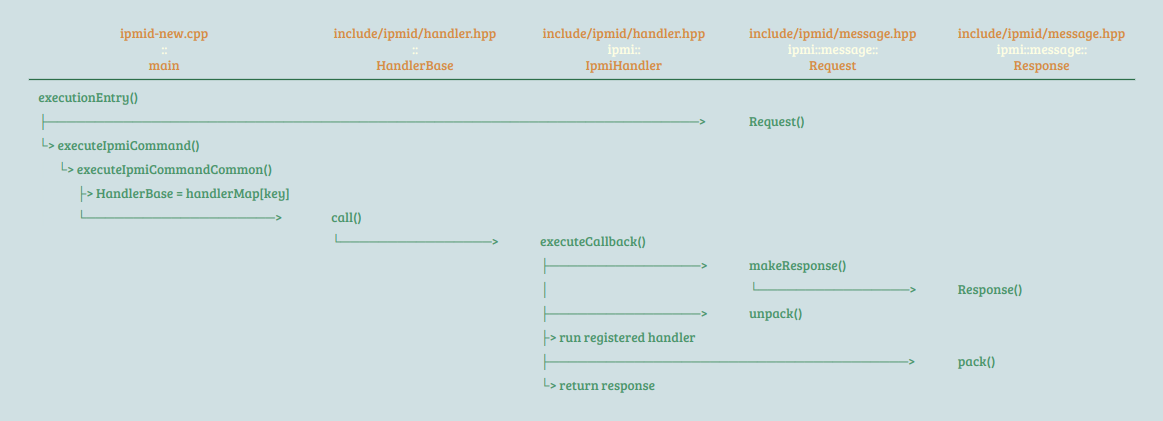 ipmid-new.cpp include/ipmid/handler.hpp include/ipmid/handler.hpp include/ipmid/message.hpp include/ipmid/message.hpp
:: :: ipmi:: ipmi::message:: ipmi::message::
main HandlerBase IpmiHandler Request Response
executionEntry()
├──────────> Request()
└> executeIpmiCommand()
└> executeIpmiCommandCommon()
├> HandlerBase = handlerMap[key]
└──────────> call()
└──────────> executeCallback()
├──────────> makeResponse()
│ └──────────> Response()
├──────────> unpack()
├> run registered handler
├──────────> pack()
└> return response